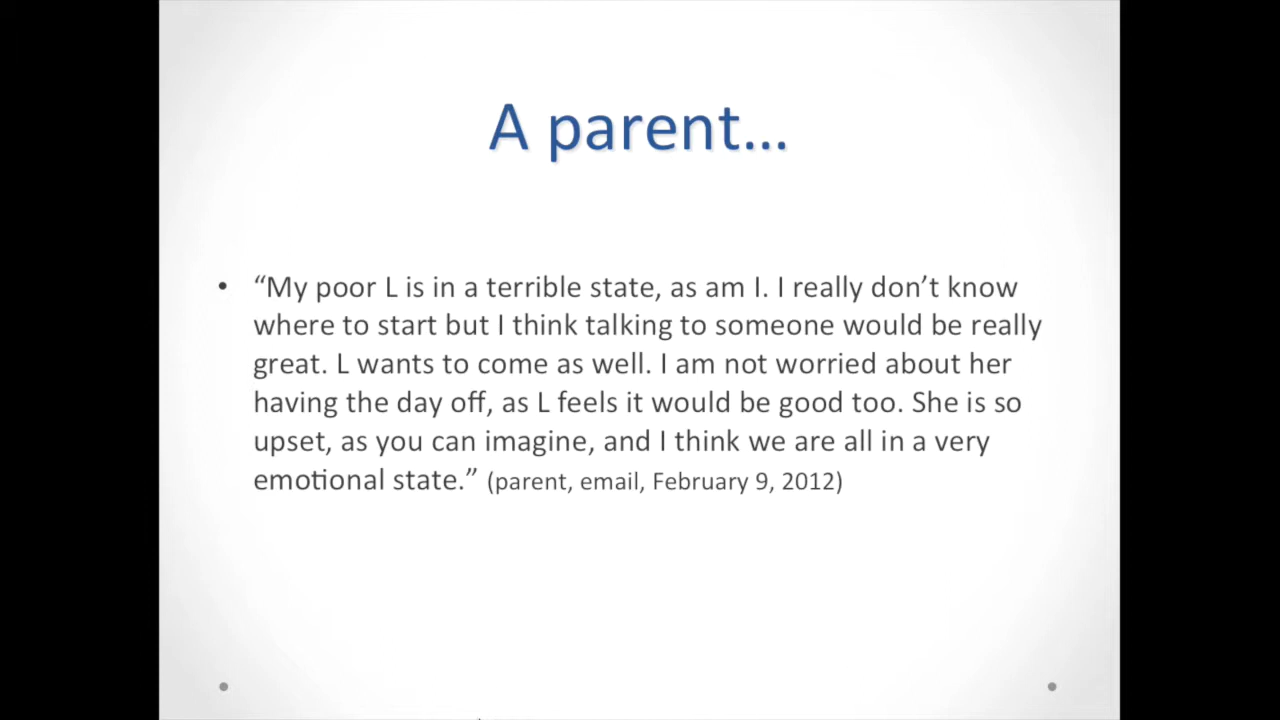 A parent...
• “My poor L is in a terrible state, as am I. I really don’t know
where to start but I think talking to someone would be really
great. L wants to come as well. I am not worried about her
having the day off, as L feels it would be good too. She is so
upset, as you can imagine, and I think we are all in a very
emotional state.” (parent, email, February 9, 2012)